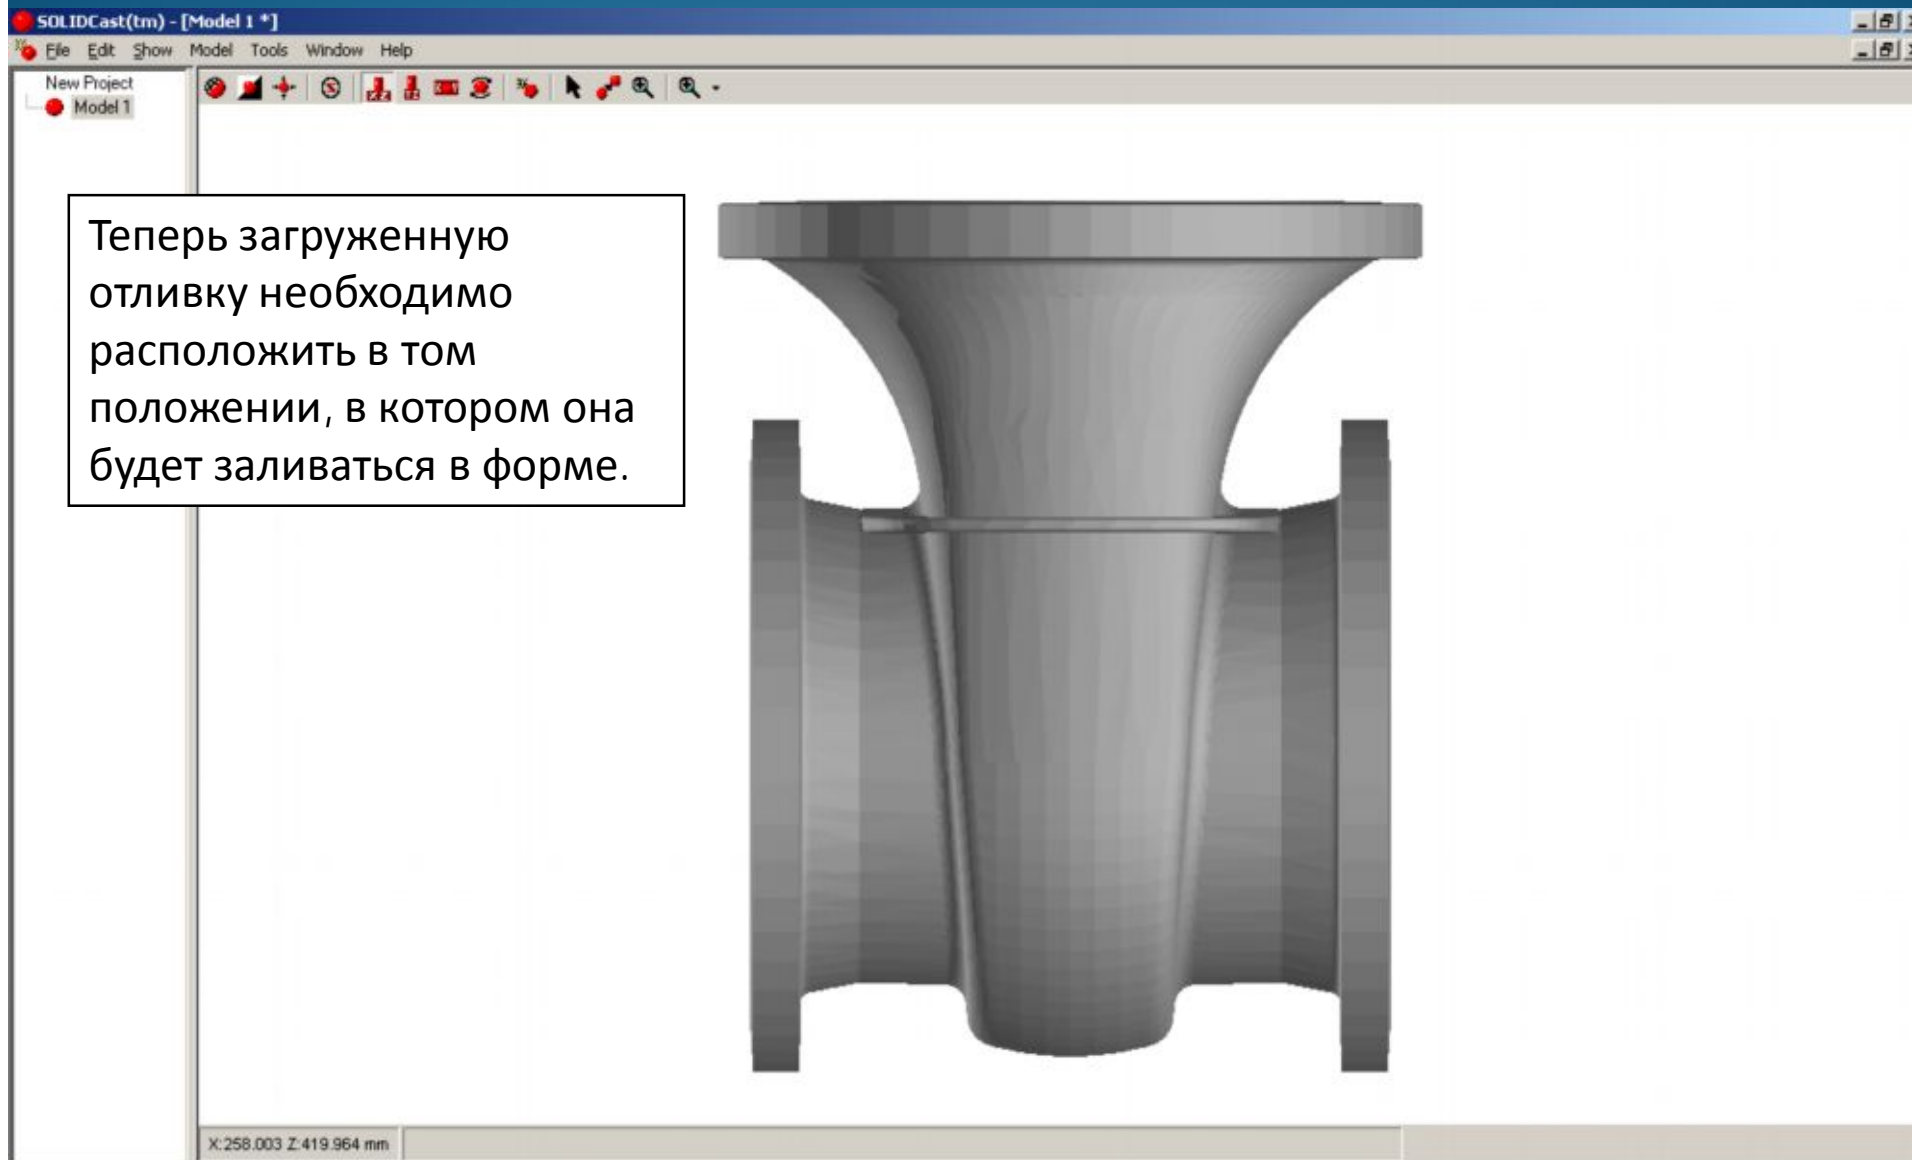 SOLIDCast(tm) - [Model 1 *]
File Edit Show Model Tools Window Help
New Project
Model 1
Теперь загруженную
отливку необходимо
расположить в том
положении, в котором она
будет заливаться в форме.
X:258.003 Z:419.964 mm